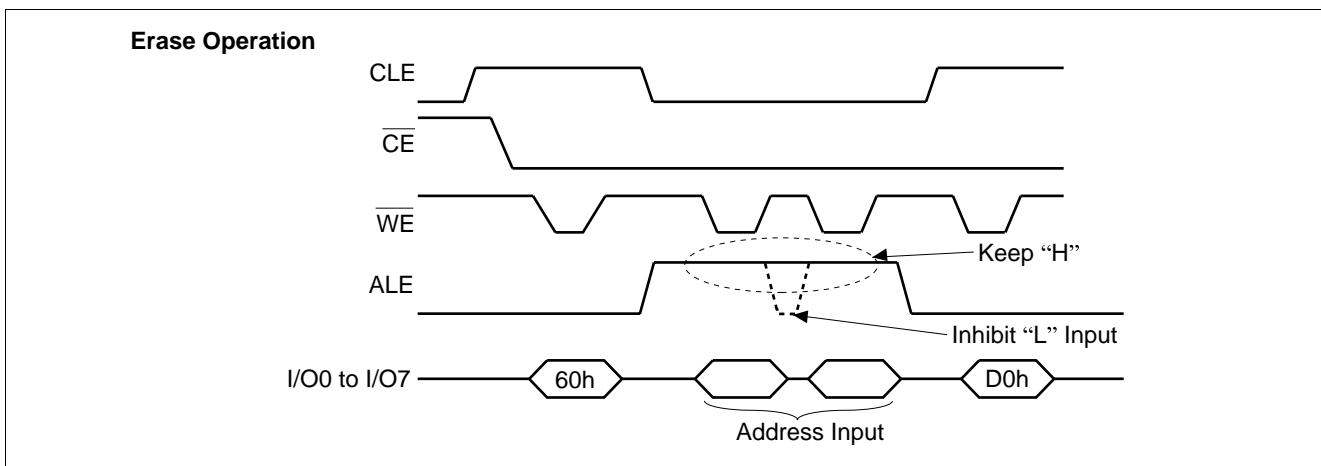 Erase Operation
CLE
CE
WE
Keep “H”
ALE
Inhibit “L” Input
I/O0 to I/O7
60h
D0h
Address Input